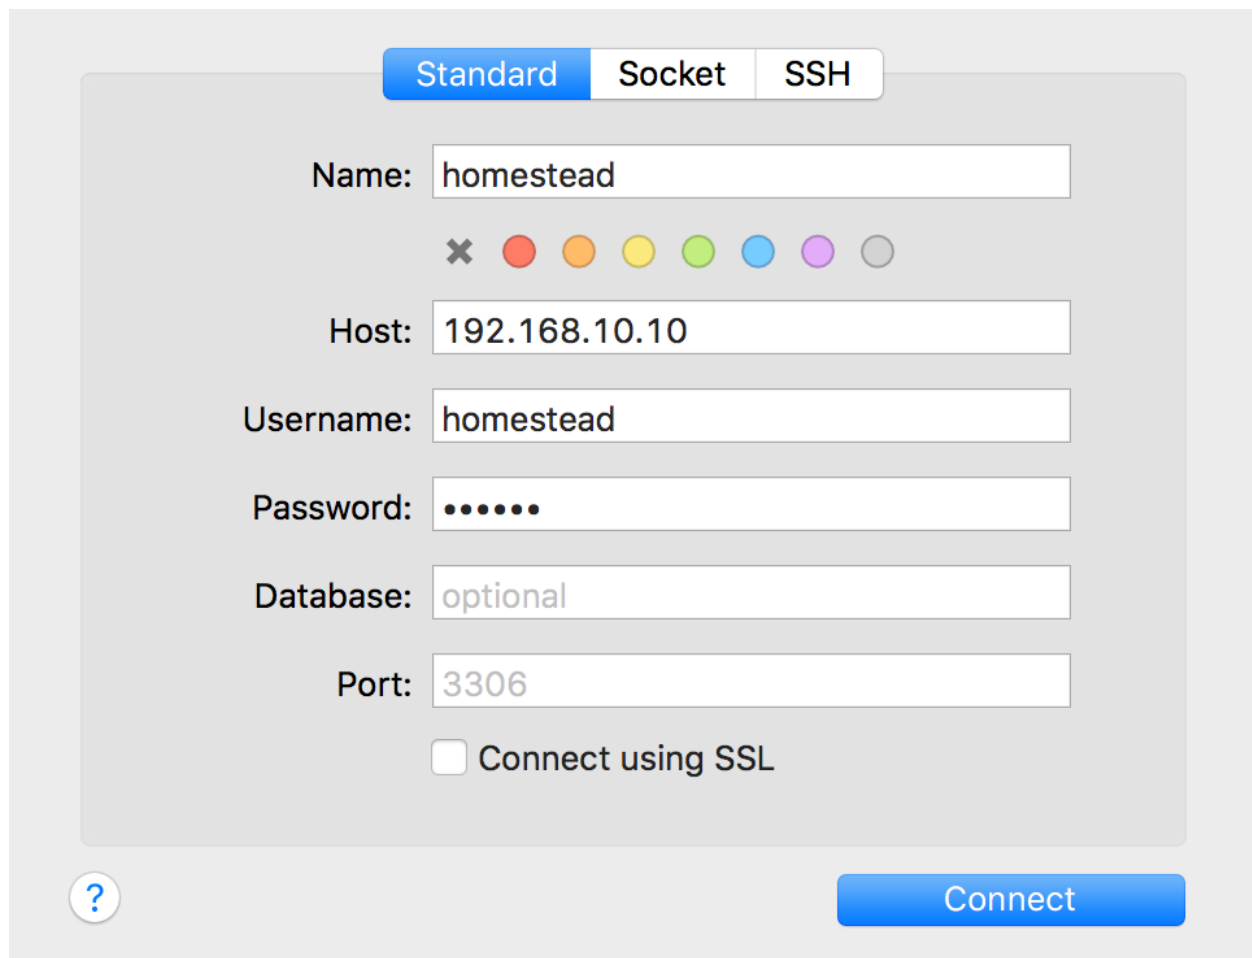 Standard Socket SSH
Name: homestead
Host: 192.168.10.10
Username: homestead
Password: ••••••
Database: optional
Port: 3306
Connect using SSL
? Connect